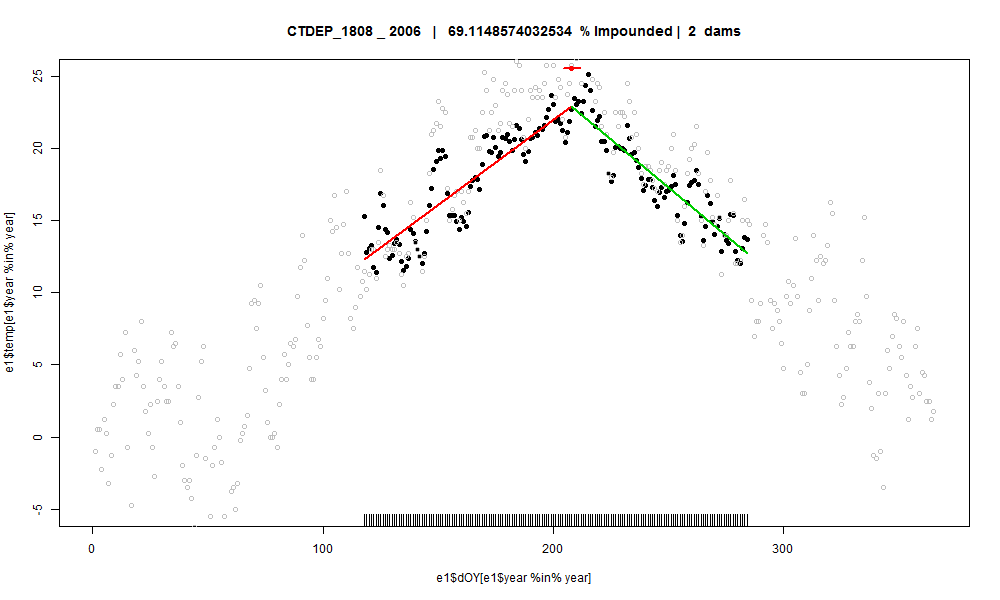 CTDEP_1808 _ 2006 | 69.1148574032534 % Impounded | 2 dams
e1$temp[e1$year %in% year]
25
20
15
10
5
0
-5
0 100 200 300
e1$dOY[e1$year %in% year]